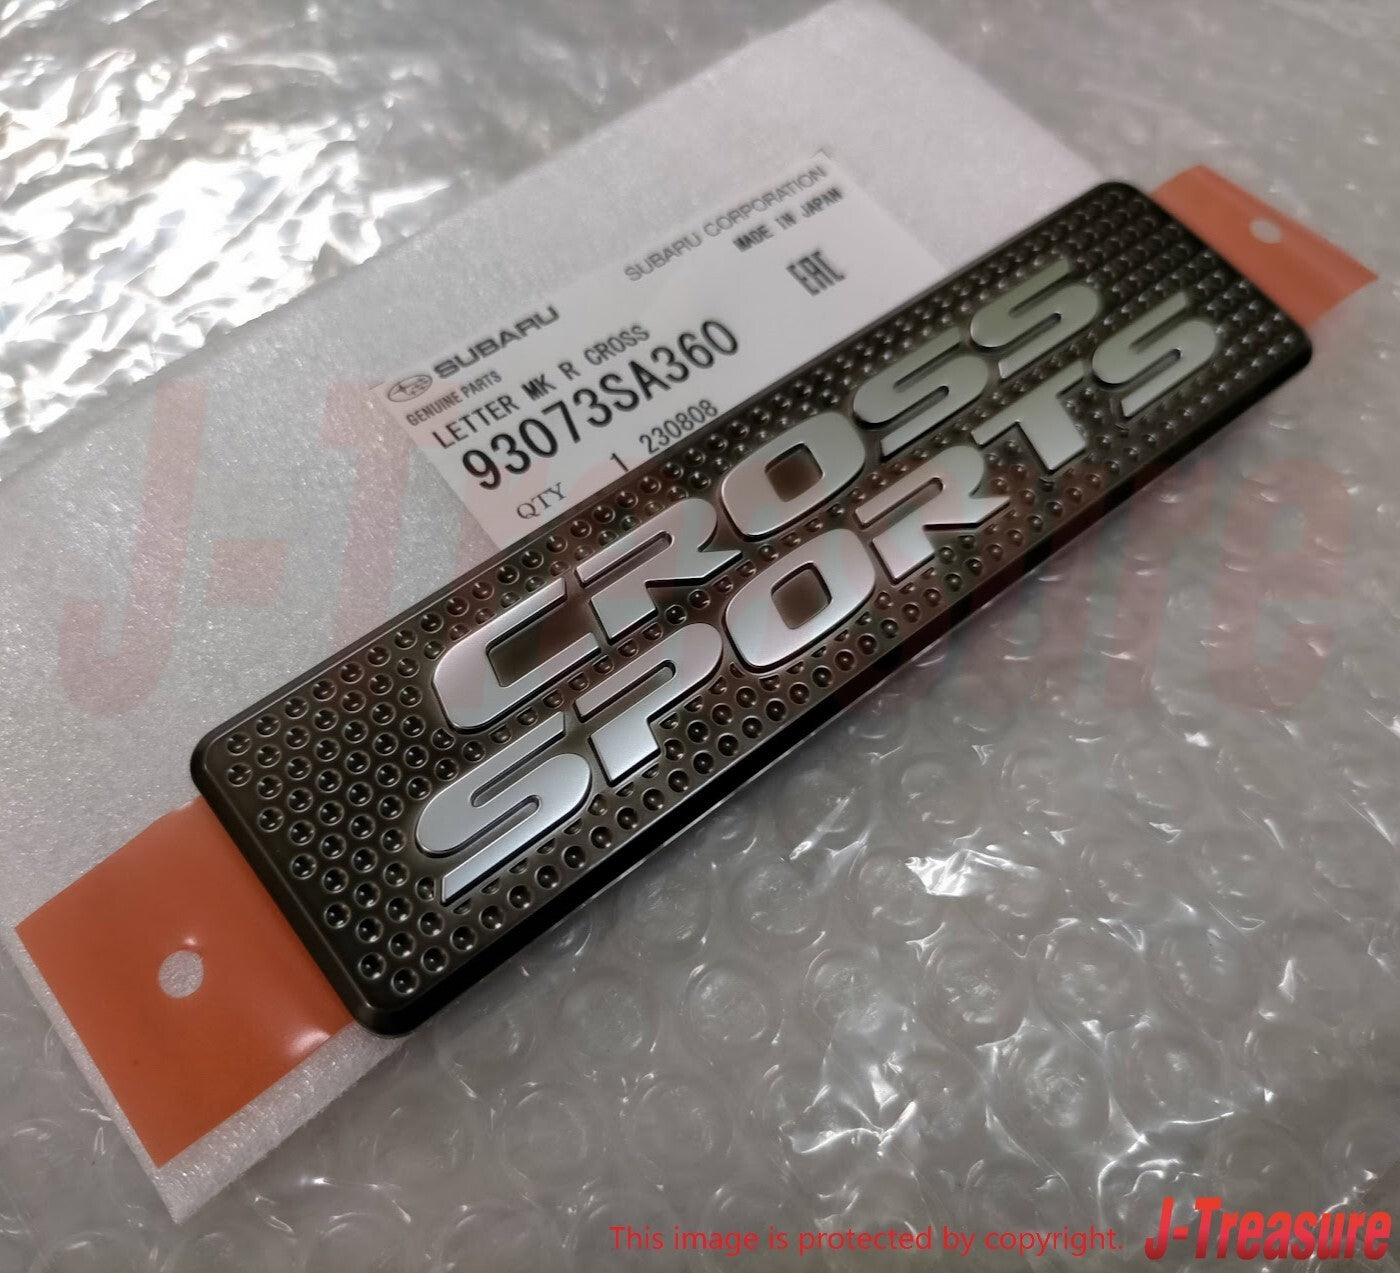 SUBARU
SUBARU CORPORATION
GENUINE PARTS
MADE IN JAPAN
LETTER MK R CROSS
EAC
93073SA360
QTY 1 230808
CROSS
SPORTS
J-Treasure
This image is protected by copyright. J-Treasure